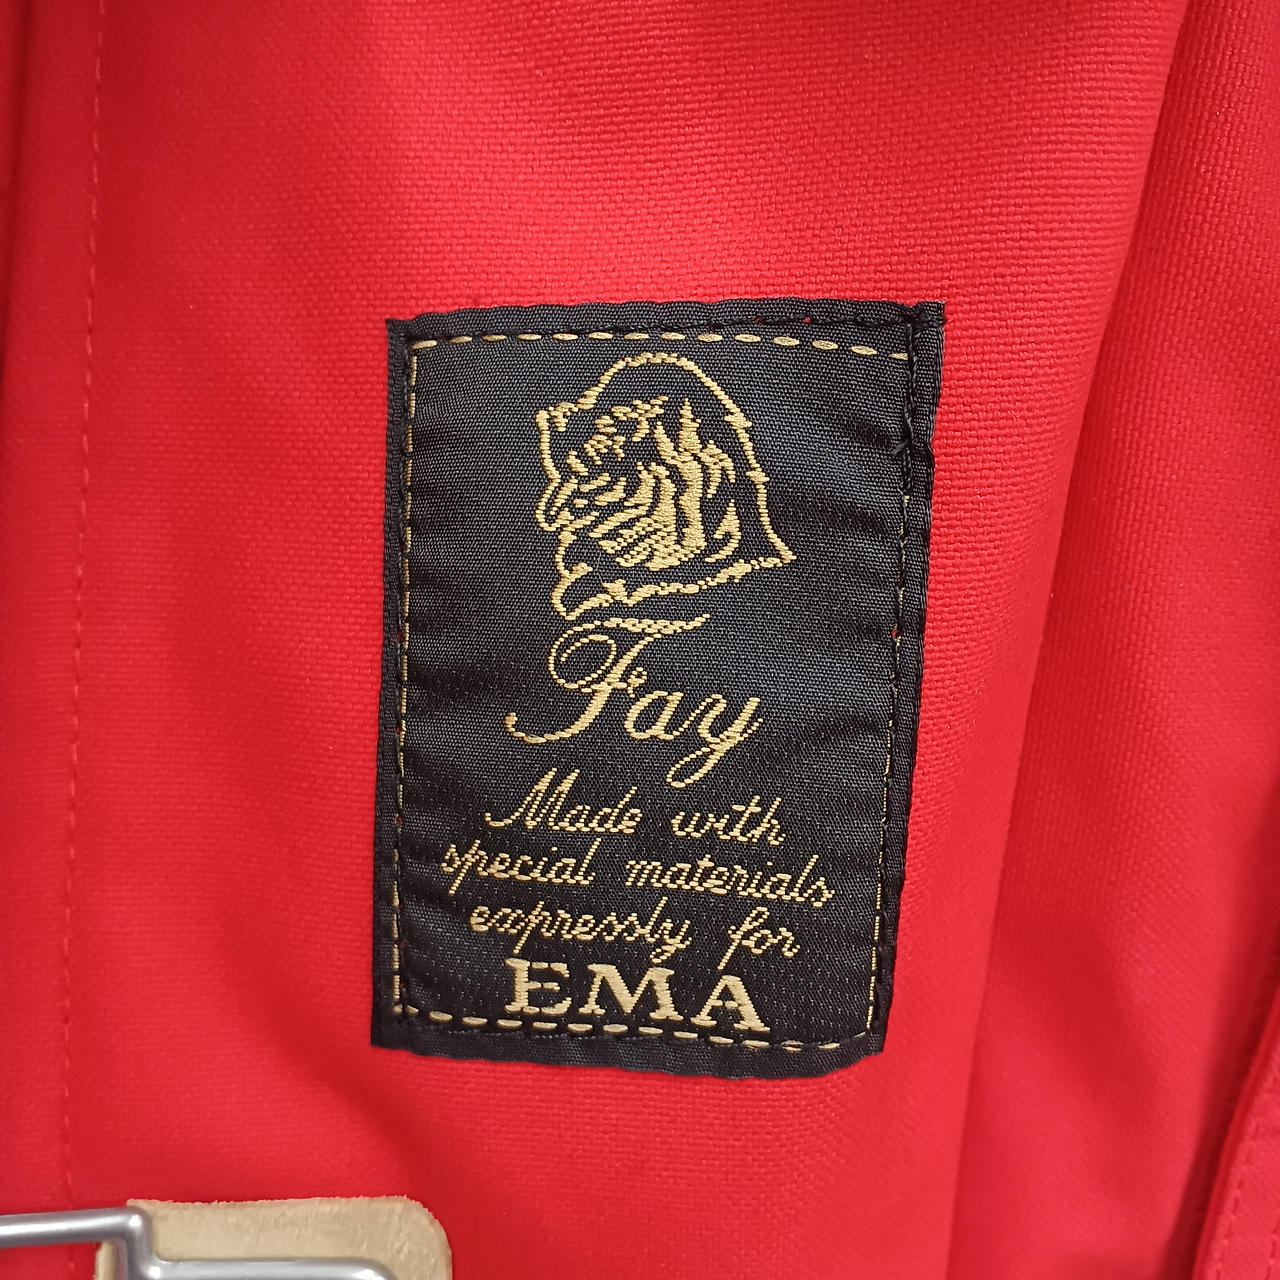 Fay
Made with
special materials
expressly for
EMA